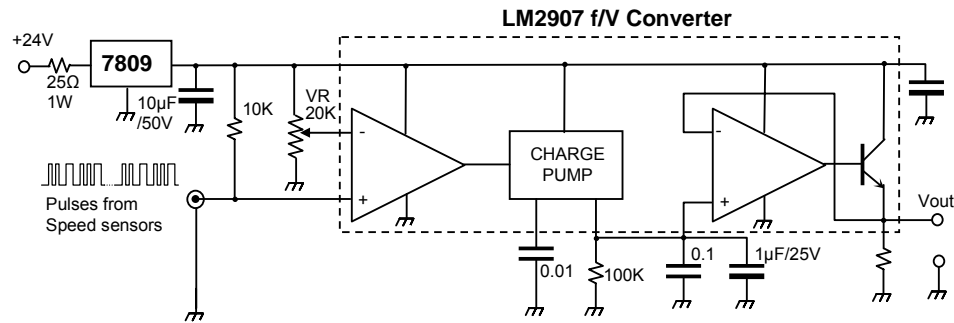 LM2907 f/V Converter
+24V
7809
25Ω
1W
10µF
/50V
10K
VR
20K
-
+
CHARGE
PUMP
-
+
Vout
Pulses from
Speed sensors
0.01
100K
0.1
1µF/25V